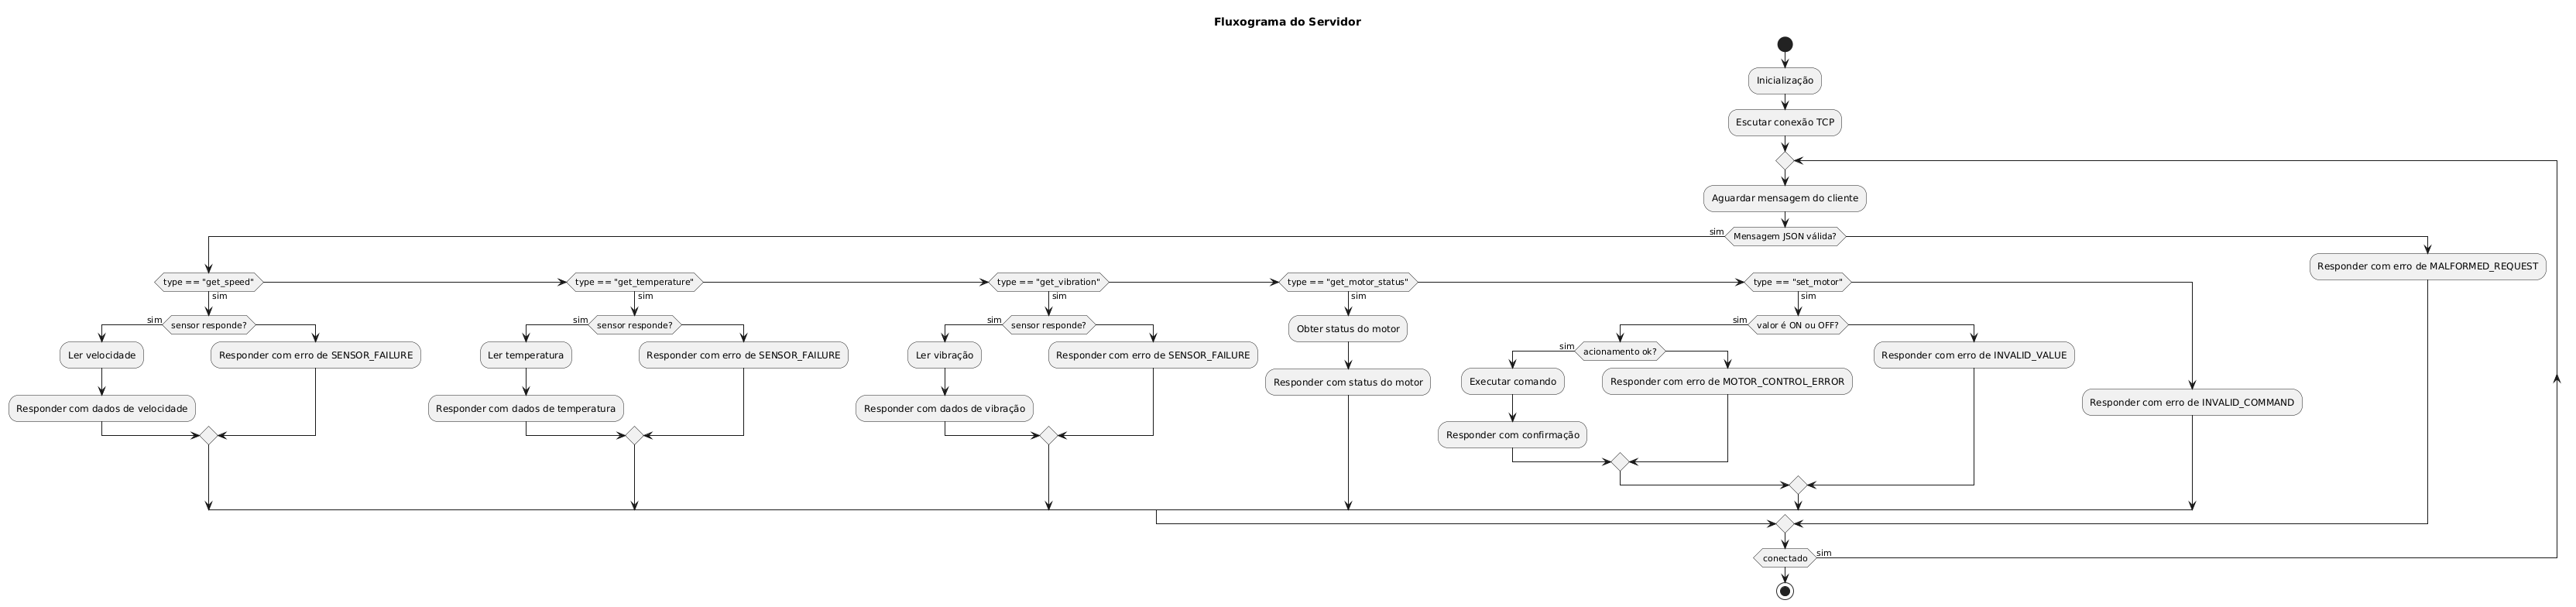 Fluxograma do Servidor
Inicialização
Escutar conexão TCP
Aguardar mensagem do cliente
sim
Mensagem JSON válida?
type == "get_speed"
sim
sensor responde?
sim
Ler velocidade
Responder com dados de velocidade
Responder com erro de SENSOR_FAILURE
type == "get_temperature"
sim
sensor responde?
sim
Ler temperatura
Responder com dados de temperatura
Responder com erro de SENSOR_FAILURE
type == "get_vibration"
sim
sensor responde?
sim
Ler vibração
Responder com dados de vibração
Responder com erro de SENSOR_FAILURE
type == "get_motor_status"
sim
Obter status do motor
Responder com status do motor
type == "set_motor"
sim
valor é ON ou OFF?
sim
acionamento ok?
sim
Executar comando
Responder com confirmação
Responder com erro de MOTOR_CONTROL_ERROR
Responder com erro de INVALID_VALUE
Responder com erro de INVALID_COMMAND
Responder com erro de MALFORMED_REQUEST
conectado
sim